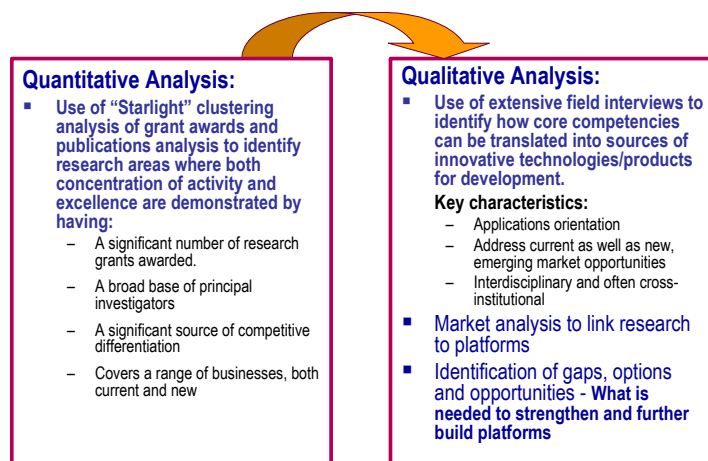 Quantitative Analysis:
▪ Use of “Starlight” clustering
analysis of grant awards and
publications analysis to identify
research areas where both
concentration of activity and
excellence are demonstrated by
having:
– A significant number of research
grants awarded.
– A broad base of principal
investigators
– A significant source of competitive
differentiation
– Covers a range of businesses, both
current and new
Qualitative Analysis:
▪ Use of extensive field interviews to
identify how core competencies
can be translated into sources of
innovative technologies/products
for development.
Key characteristics:
– Applications orientation
– Address current as well as new,
emerging market opportunities
– Interdisciplinary and often cross-
institutional
▪ Market analysis to link research
to platforms
▪ Identification of gaps, options
and opportunities - What is
needed to strengthen and further
build platforms